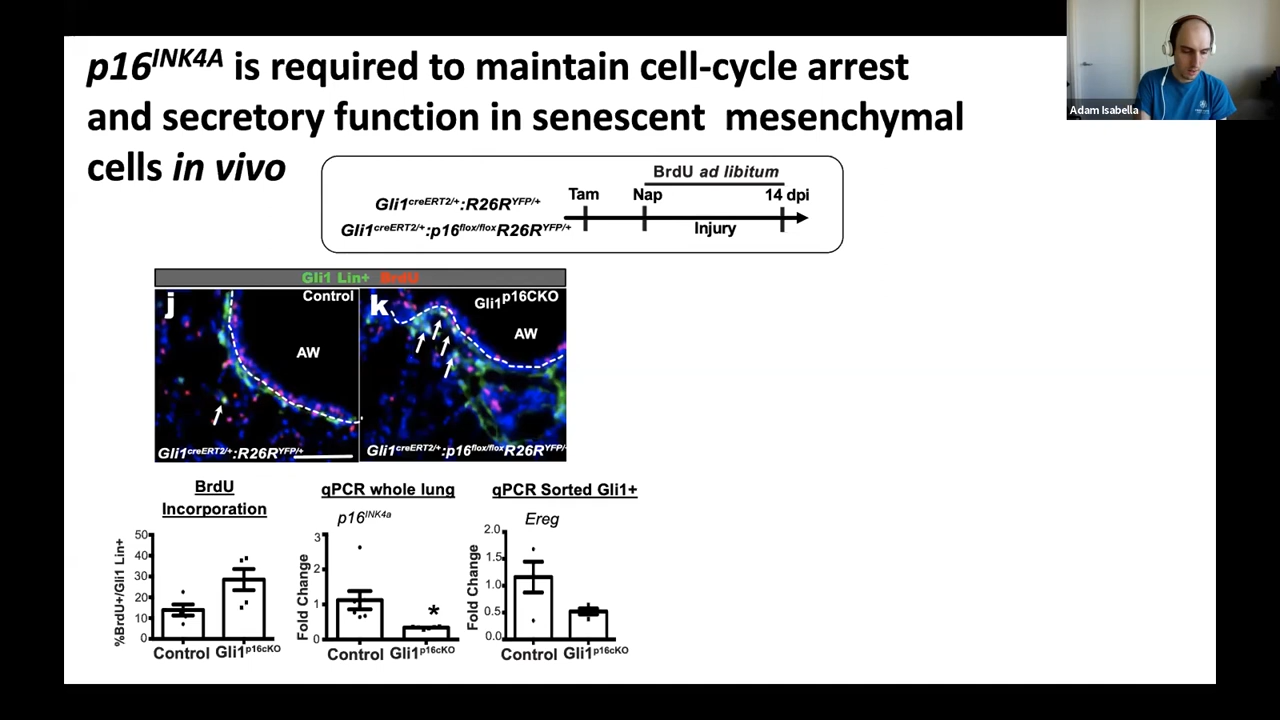 p16INK4A is required to maintain cell-cycle arrest
and secretory function in senescent mesenchymal
cells in vivo
Adam Isabella
BrdU ad libitum
Tam Nap 14 dpi
Gli1creERT2/+:R26RYFP/+
Gli1creERT2/+:p16flox/floxR26RYFP/+
Injury
Gli1 Lin+ BrdU
j Control
AW
Gli1creERT2/+:R26RYFP/+
k Gli1p16CKO
AW
Gli1creERT2/+:p16flox/floxR26RYFP/
BrdU
Incorporation
%BrdU+/Gli1 Lin+
50
40
30
20
10
0
Control Gli1p16cKO
qPCR whole lung
p16INK4a
Fold Change
3
2
1
0
*
Control Gli1p16cKO
qPCR Sorted Gli1+
Ereg
Fold Change
2.0
1.5
1.0
0.5
0.0
Control Gli1p16cKO